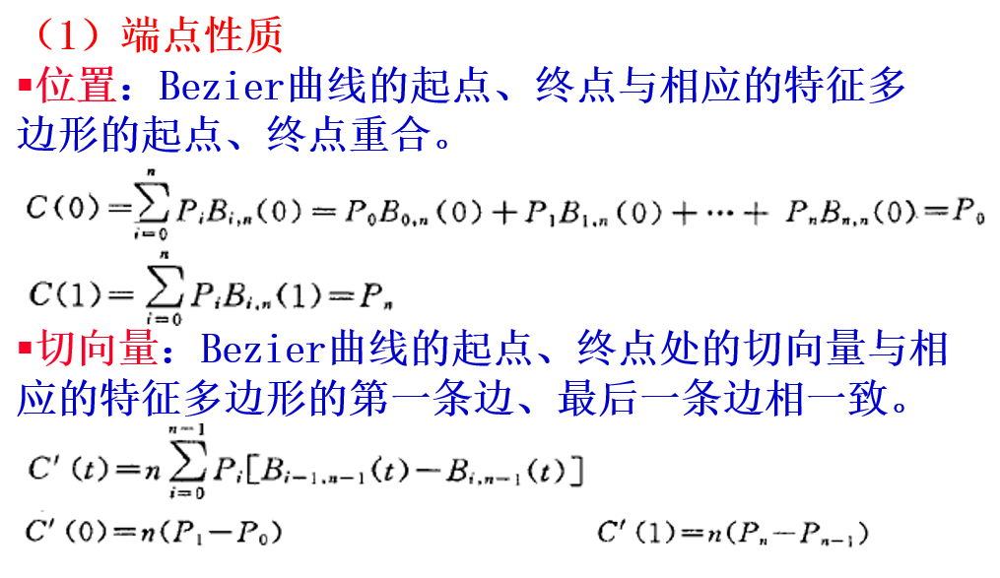 （1）端点性质
▪位置：Bezier曲线的起点、终点与相应的特征多
边形的起点、终点重合。
C(0)=∑_{i=0}^{n} P_i B_{i,n}(0)=P_0 B_{0,n}(0)+P_1 B_{1,n}(0)+⋯+ P_n B_{n,n}(0)=P_0
C(1)=∑_{i=0}^{n} P_i B_{i,n}(1)=P_n
▪切向量：Bezier曲线的起点、终点处的切向量与相
应的特征多边形的第一条边、最后一条边相一致。
C′(t)=n∑_{i=0}^{n-1} P_i[B_{i-1,n-1}(t)-B_{i,n-1}(t)]
C′(0)=n(P_1-P_0) C′(1)=n(P_n-P_{n-1})